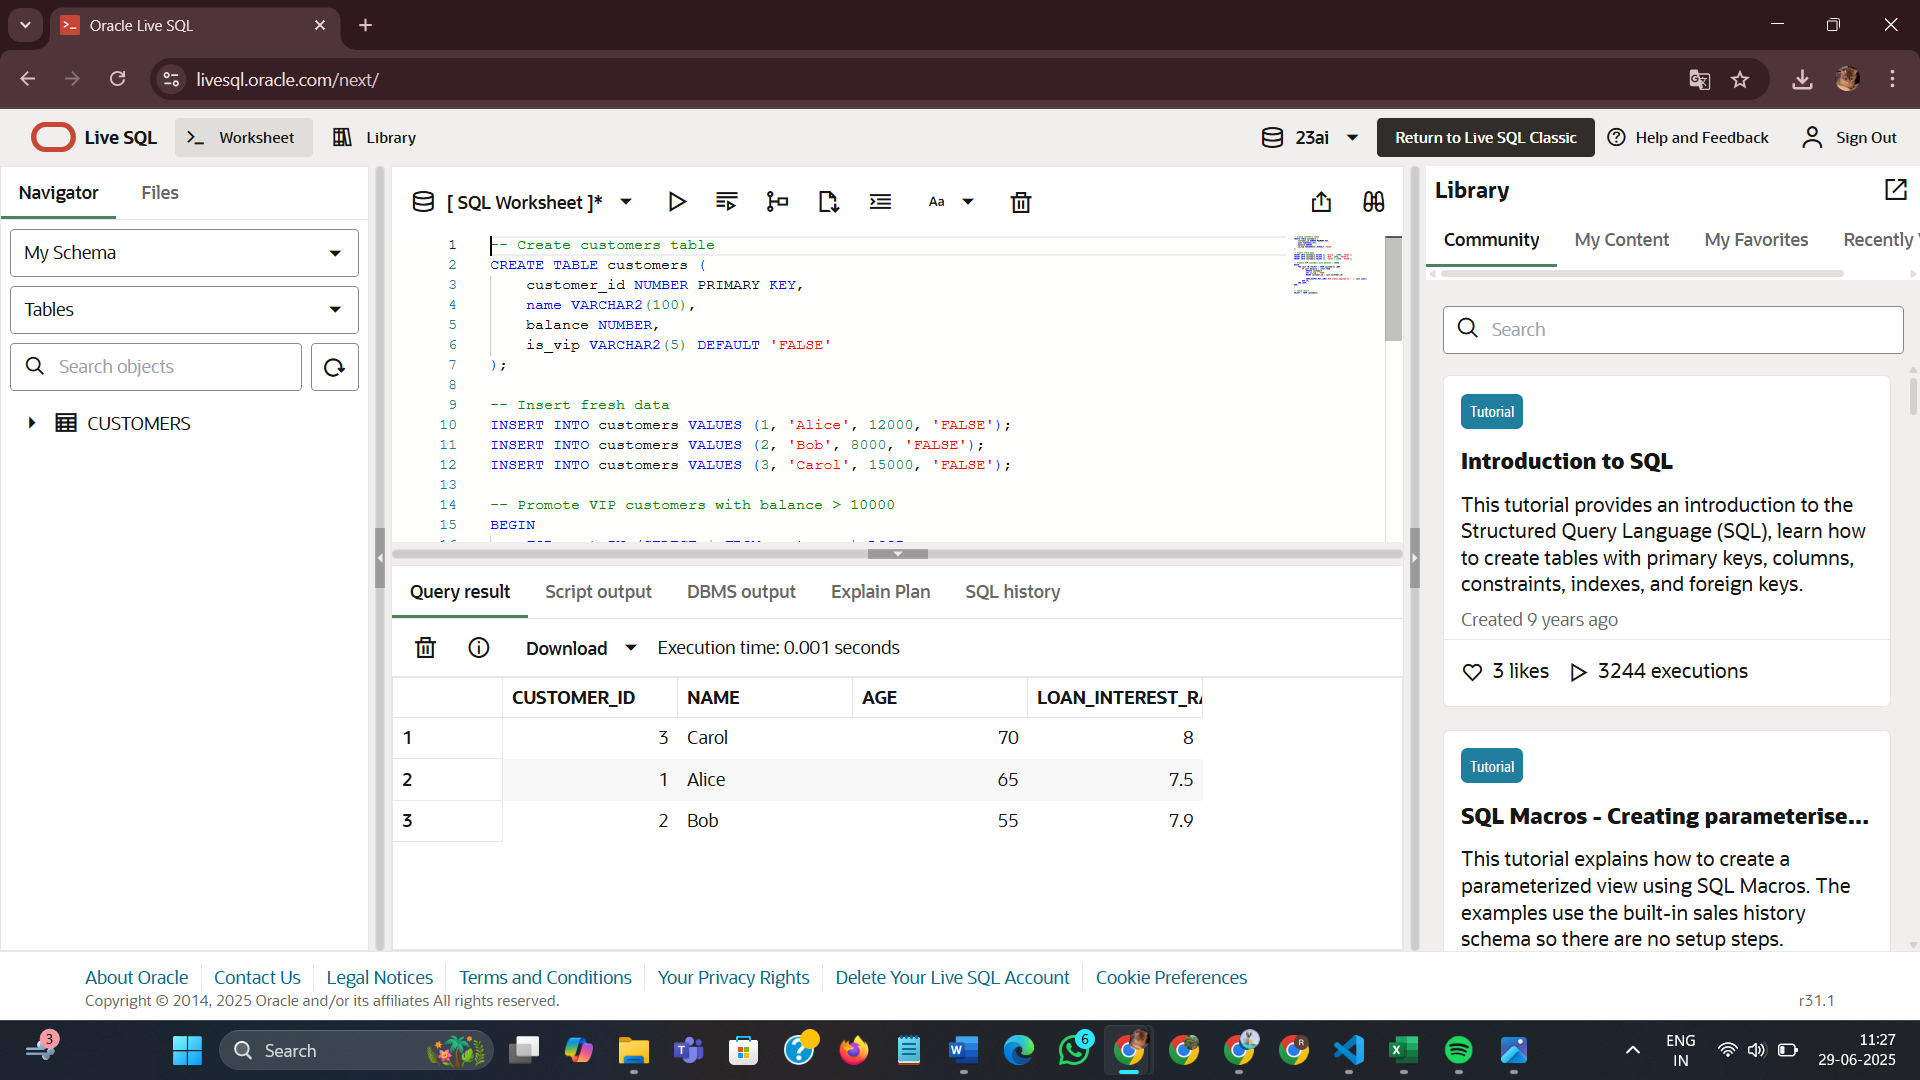 Oracle Live SQL
livesql.oracle.com/next/
Live SQL
Worksheet
Library
23ai
Return to Live SQL Classic
Help and Feedback
Sign Out
Navigator
Files
My Schema
Tables
Search objects
CUSTOMERS
[ SQL Worksheet ]*
Aa
1 -- Create customers table
2 CREATE TABLE customers (
3 customer_id NUMBER PRIMARY KEY,
4 name VARCHAR2(100),
5 balance NUMBER,
6 is_vip VARCHAR2(5) DEFAULT 'FALSE'
7 );
8
9 -- Insert fresh data
10 INSERT INTO customers VALUES (1, 'Alice', 12000, 'FALSE');
11 INSERT INTO customers VALUES (2, 'Bob', 8000, 'FALSE');
12 INSERT INTO customers VALUES (3, 'Carol', 15000, 'FALSE');
13
14 -- Promote VIP customers with balance > 10000
15 BEGIN
Query result
Script output
DBMS output
Explain Plan
SQL history
Download
Execution time: 0.001 seconds
CUSTOMER_ID NAME AGE LOAN_INTEREST_RA
1 3 Carol 70 8
2 1 Alice 65 7.5
3 2 Bob 55 7.9
Library
Community
My Content
My Favorites
Recently
Search
Tutorial
Introduction to SQL
This tutorial provides an introduction to the
Structured Query Language (SQL), learn how
to create tables with primary keys, columns,
constraints, indexes, and foreign keys.
Created 9 years ago
3 likes
3244 executions
Tutorial
SQL Macros - Creating parameterise...
This tutorial explains how to create a
parameterized view using SQL Macros. The
examples use the built-in sales history
schema so there are no setup steps.
About Oracle
Contact Us
Legal Notices
Terms and Conditions
Your Privacy Rights
Delete Your Live SQL Account
Cookie Preferences
Copyright © 2014, 2025 Oracle and/or its affiliates All rights reserved.
r31.1
3
Search
6
ENG
IN
11:27
29-06-2025